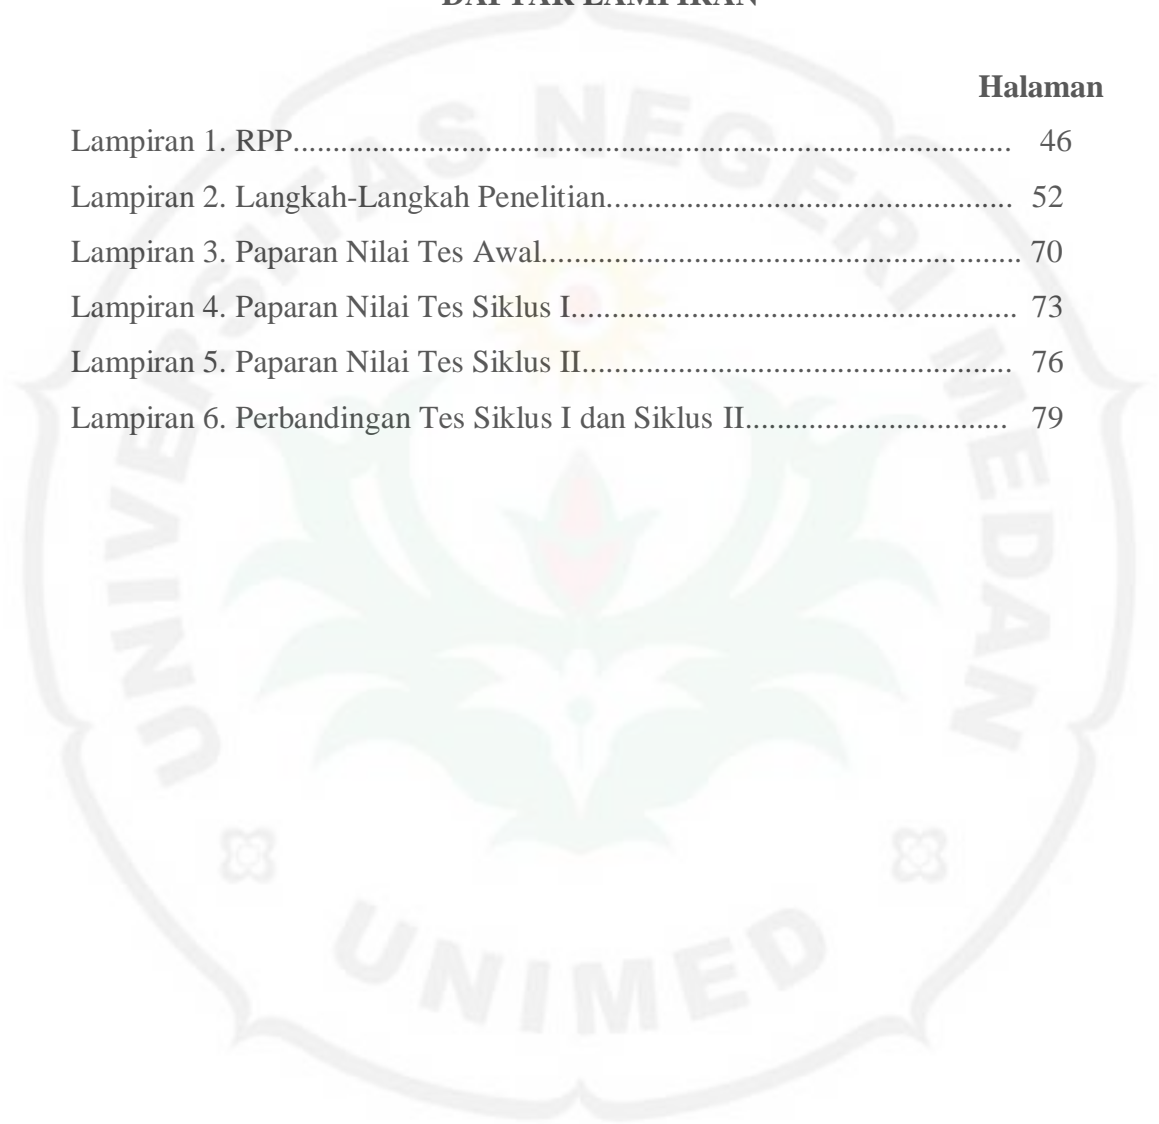 DAFTAR LAMPIRAN
Halaman
Lampiran 1. RPP.......................................................................................... 46
Lampiran 2. Langkah-Langkah Penelitian................................................... 52
Lampiran 3. Paparan Nilai Tes Awal............................................................ 70
Lampiran 4. Paparan Nilai Tes Siklus I........................................................ 73
Lampiran 5. Paparan Nilai Tes Siklus II...................................................... 76
Lampiran 6. Perbandingan Tes Siklus I dan Siklus II................................. 79
UNIVERSITAS NEGERI MEDAN
UNIMED